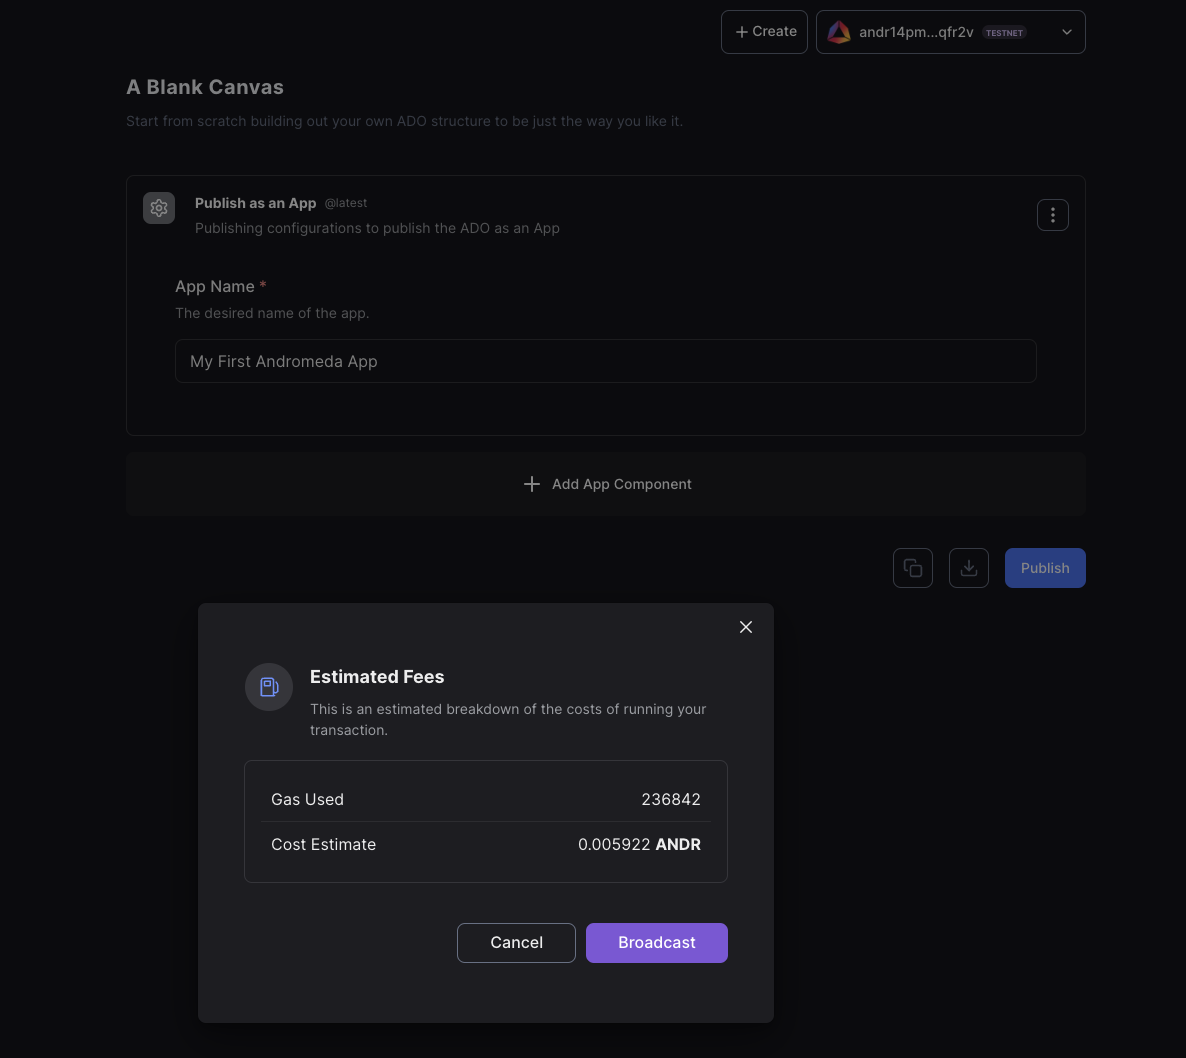 Create
andr14pm...qfr2v TESTNET
A Blank Canvas
Start from scratch building out your own ADO structure to be just the way you like it.
Publish as an App @latest
Publishing configurations to publish the ADO as an App
App Name *
The desired name of the app.
My First Andromeda App
Add App Component
Publish
Estimated Fees
This is an estimated breakdown of the costs of running your
transaction.
Gas Used 236842
Cost Estimate 0.005922 ANDR
Cancel Broadcast